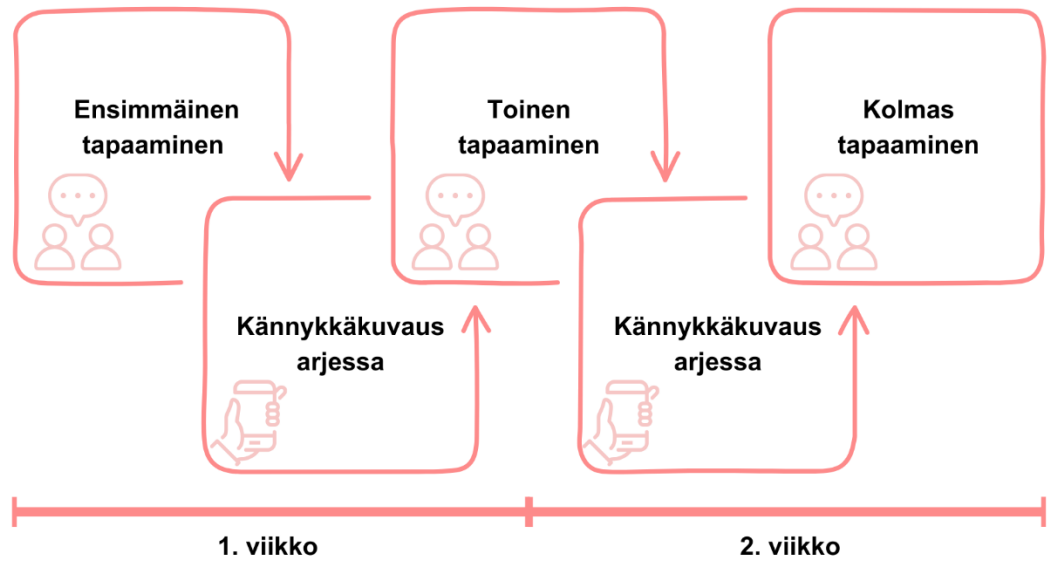 Ensimmäinen
tapaaminen
Kännykkäkuvaus
arjessa
Toinen
tapaaminen
Kännykkäkuvaus
arjessa
Kolmas
tapaaminen
1. viikko
2. viikko